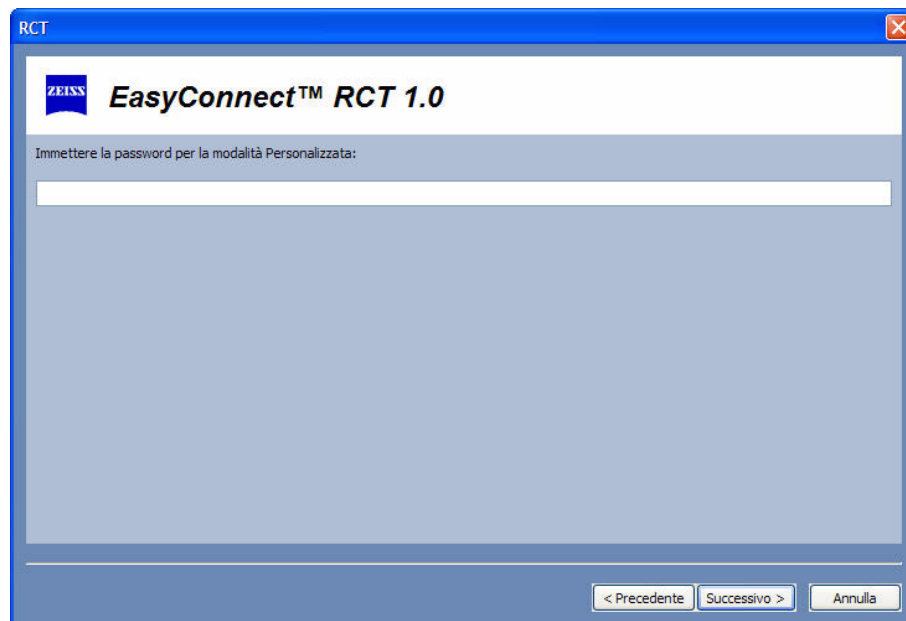 RCT
ZEISS
EasyConnect™ RCT 1.0
Immettere la password per la modalità Personalizzata:
< Precedente
Successivo >
Annulla